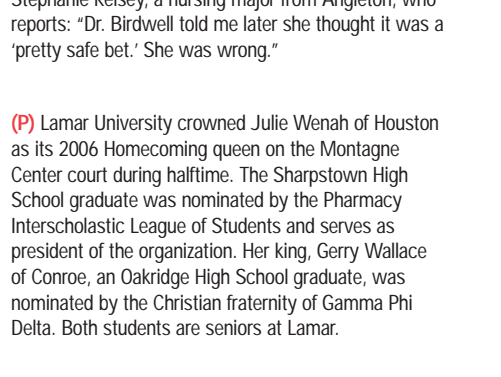 Stephanie Kelsey, a nursing major from Angleton, who
reports: “Dr. Birdwell told me later she thought it was a
‘pretty safe bet.’ She was wrong.”
(P) Lamar University crowned Julie Wenah of Houston
as its 2006 Homecoming queen on the Montagne
Center court during halftime. The Sharpstown High
School graduate was nominated by the Pharmacy
Interscholastic League of Students and serves as
president of the organization. Her king, Gerry Wallace
of Conroe, an Oakridge High School graduate, was
nominated by the Christian fraternity of Gamma Phi
Delta. Both students are seniors at Lamar.